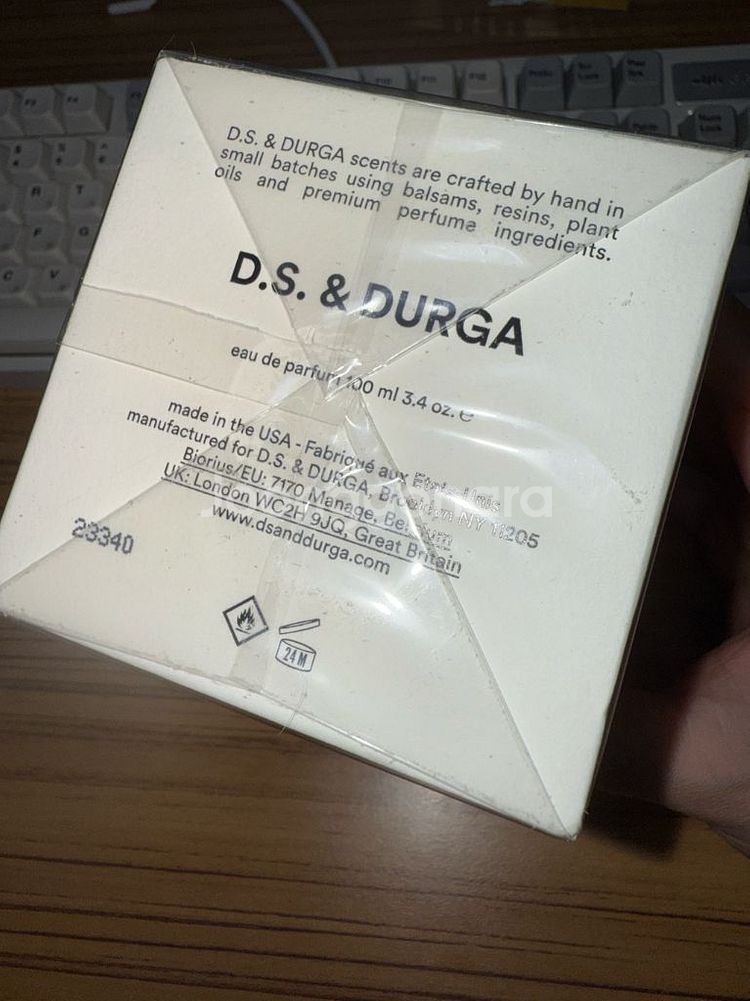 D.S. & DURGA scents are crafted by hand in
small batches using balsams, resins, plant
oils and premium perfume ingredients.
D.S. & DURGA
eau de parfum 100 ml 3.4 oz. ℮
made in the USA - Fabriqué aux États-Unis
manufactured for D.S. & DURGA, Brooklyn NY 11205
Biorius/EU: 7170 Manage, Belgium
UK: London WC2H 9JQ, Great Britain
www.dsanddurga.com
23340
24 M